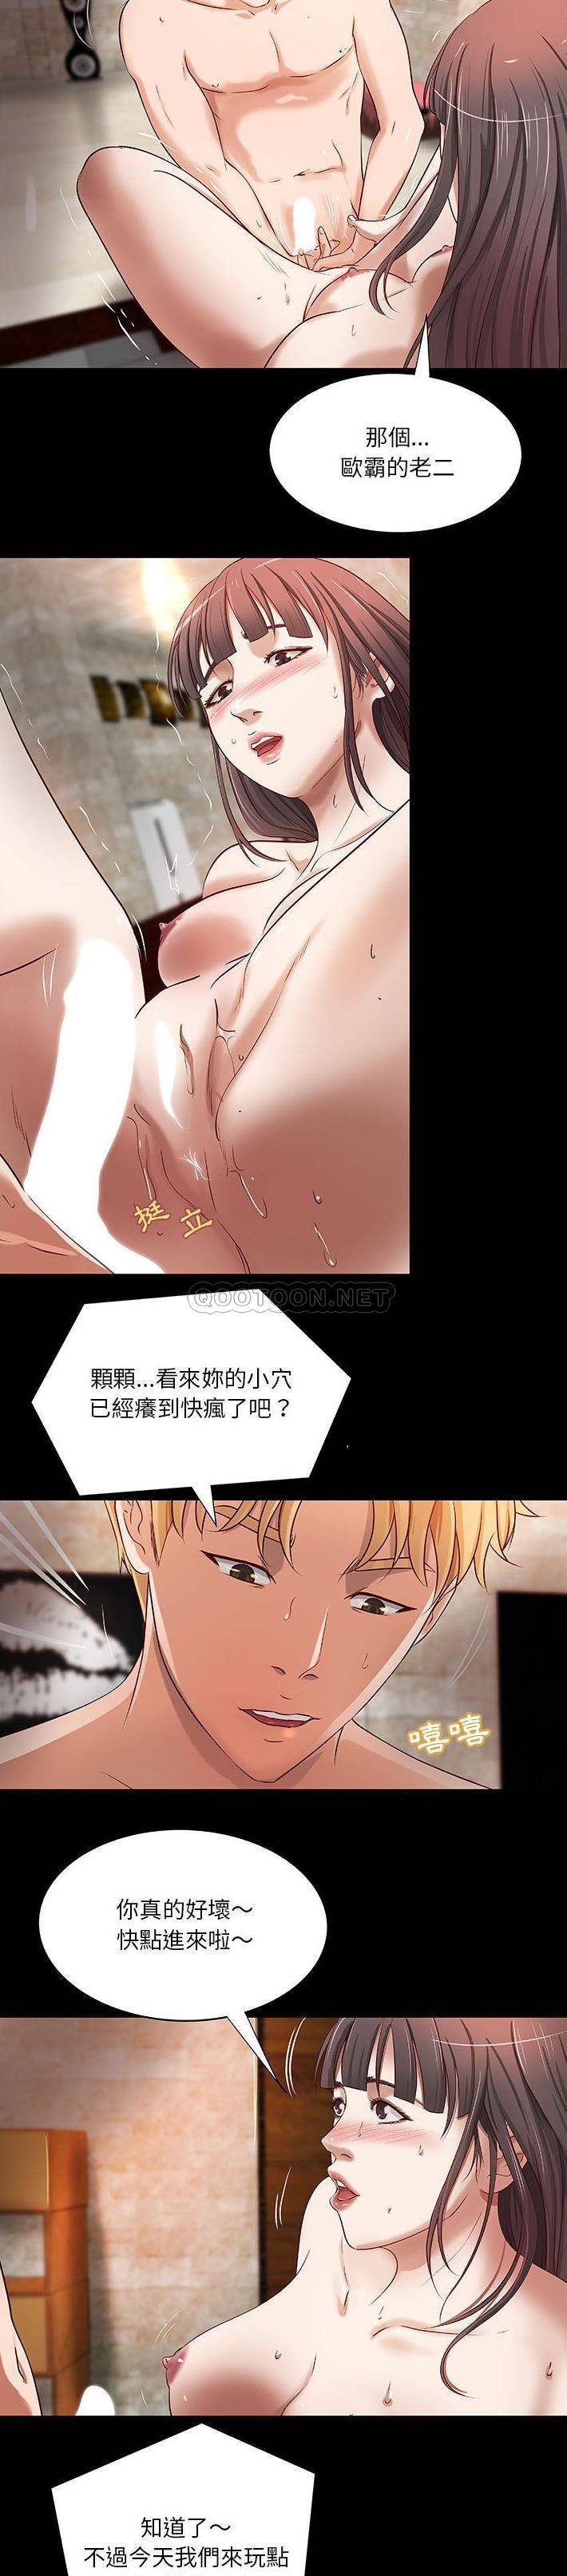 那個...
歐霸的老二
挺立
QOOTOON.NET
顆顆...看來妳的小穴
已經癢到快瘋了吧？
嘻嘻
你真的好壞～
快點進來啦～
知道了～
不過今天我們來玩點